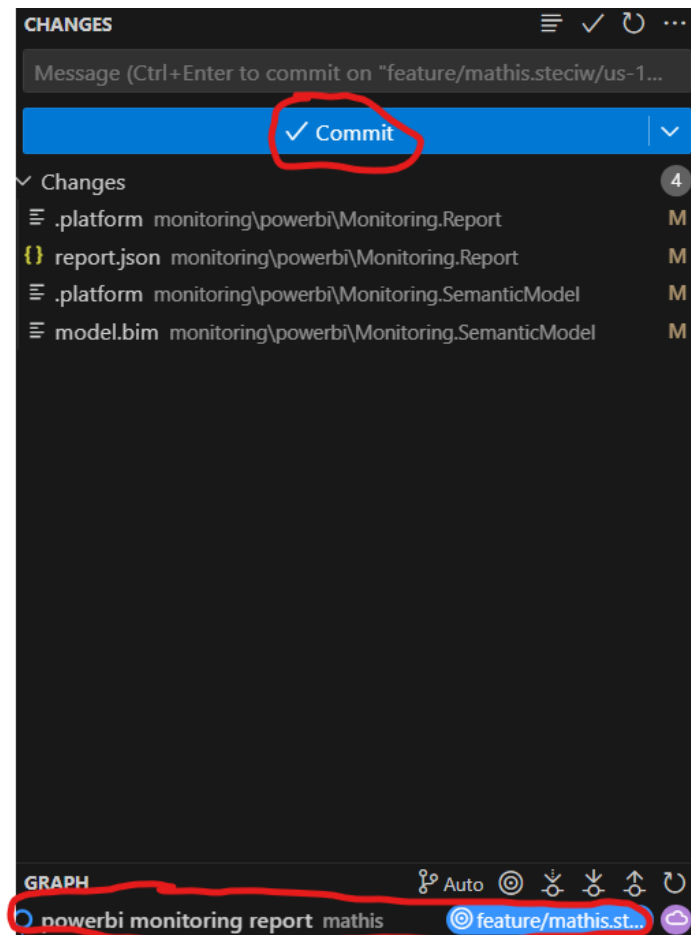 CHANGES
Message (Ctrl+Enter to commit on "feature/mathis.steciw/us-1...
Commit
Changes 4
.platform monitoring\powerbi\Monitoring.Report M
{} report.json monitoring\powerbi\Monitoring.Report M
.platform monitoring\powerbi\Monitoring.SemanticModel M
model.bim monitoring\powerbi\Monitoring.SemanticModel M
GRAPH Auto
powerbi monitoring report mathis feature/mathis.st...